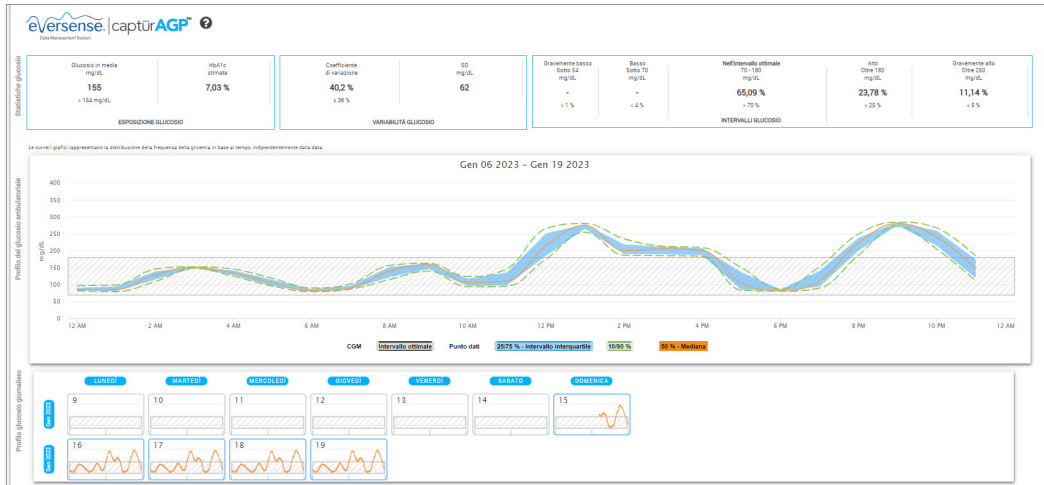 eversense. | captūrAGP™ ?
Data Management System
Statistiche glucosio
Glucosio in media
mg/dL
155
< 154 mg/dL
HbA1c
stimata
7,03 %
ESPOSIZIONE GLUCOSIO
Coefficiente
di variazione
40,2 %
≤ 36 %
SD
mg/dL
62
VARIABILITÀ GLUCOSIO
Gravemente basso
Sotto 54
mg/dL
-
< 1 %
Basso
Sotto 70
mg/dL
-
< 4 %
Nell'intervallo ottimale
70 - 180
mg/dL
65,09 %
> 70 %
Alto
Oltre 180
mg/dL
23,78 %
< 25 %
Gravemente alto
Oltre 250
mg/dL
11,14 %
< 5 %
INTERVALLI GLUCOSIO
Le curve/i grafici rappresentano la distribuzione della frequenza della glicemia in base al tempo, indipendentemente dalla data.
Profilo del glucosio ambulatoriale
Gen 06 2023 – Gen 19 2023
mg/dL
400
350
300
250
200
150
100
50
0
12 AM 2 AM 4 AM 6 AM 8 AM 10 AM 12 PM 2 PM 4 PM 6 PM 8 PM 10 PM 12 AM
CGM Intervallo ottimale Punto dati 25/75 % - Intervallo interquartile 10/90 % 50 % - Mediana
Profilo glucosio giornaliero
LUNEDÌ MARTEDÌ MERCOLEDÌ GIOVEDÌ VENERDÌ SABATO DOMENICA
Gen 2023
9 10 11 12 13 14 15
Gen 2023
16 17 18 19